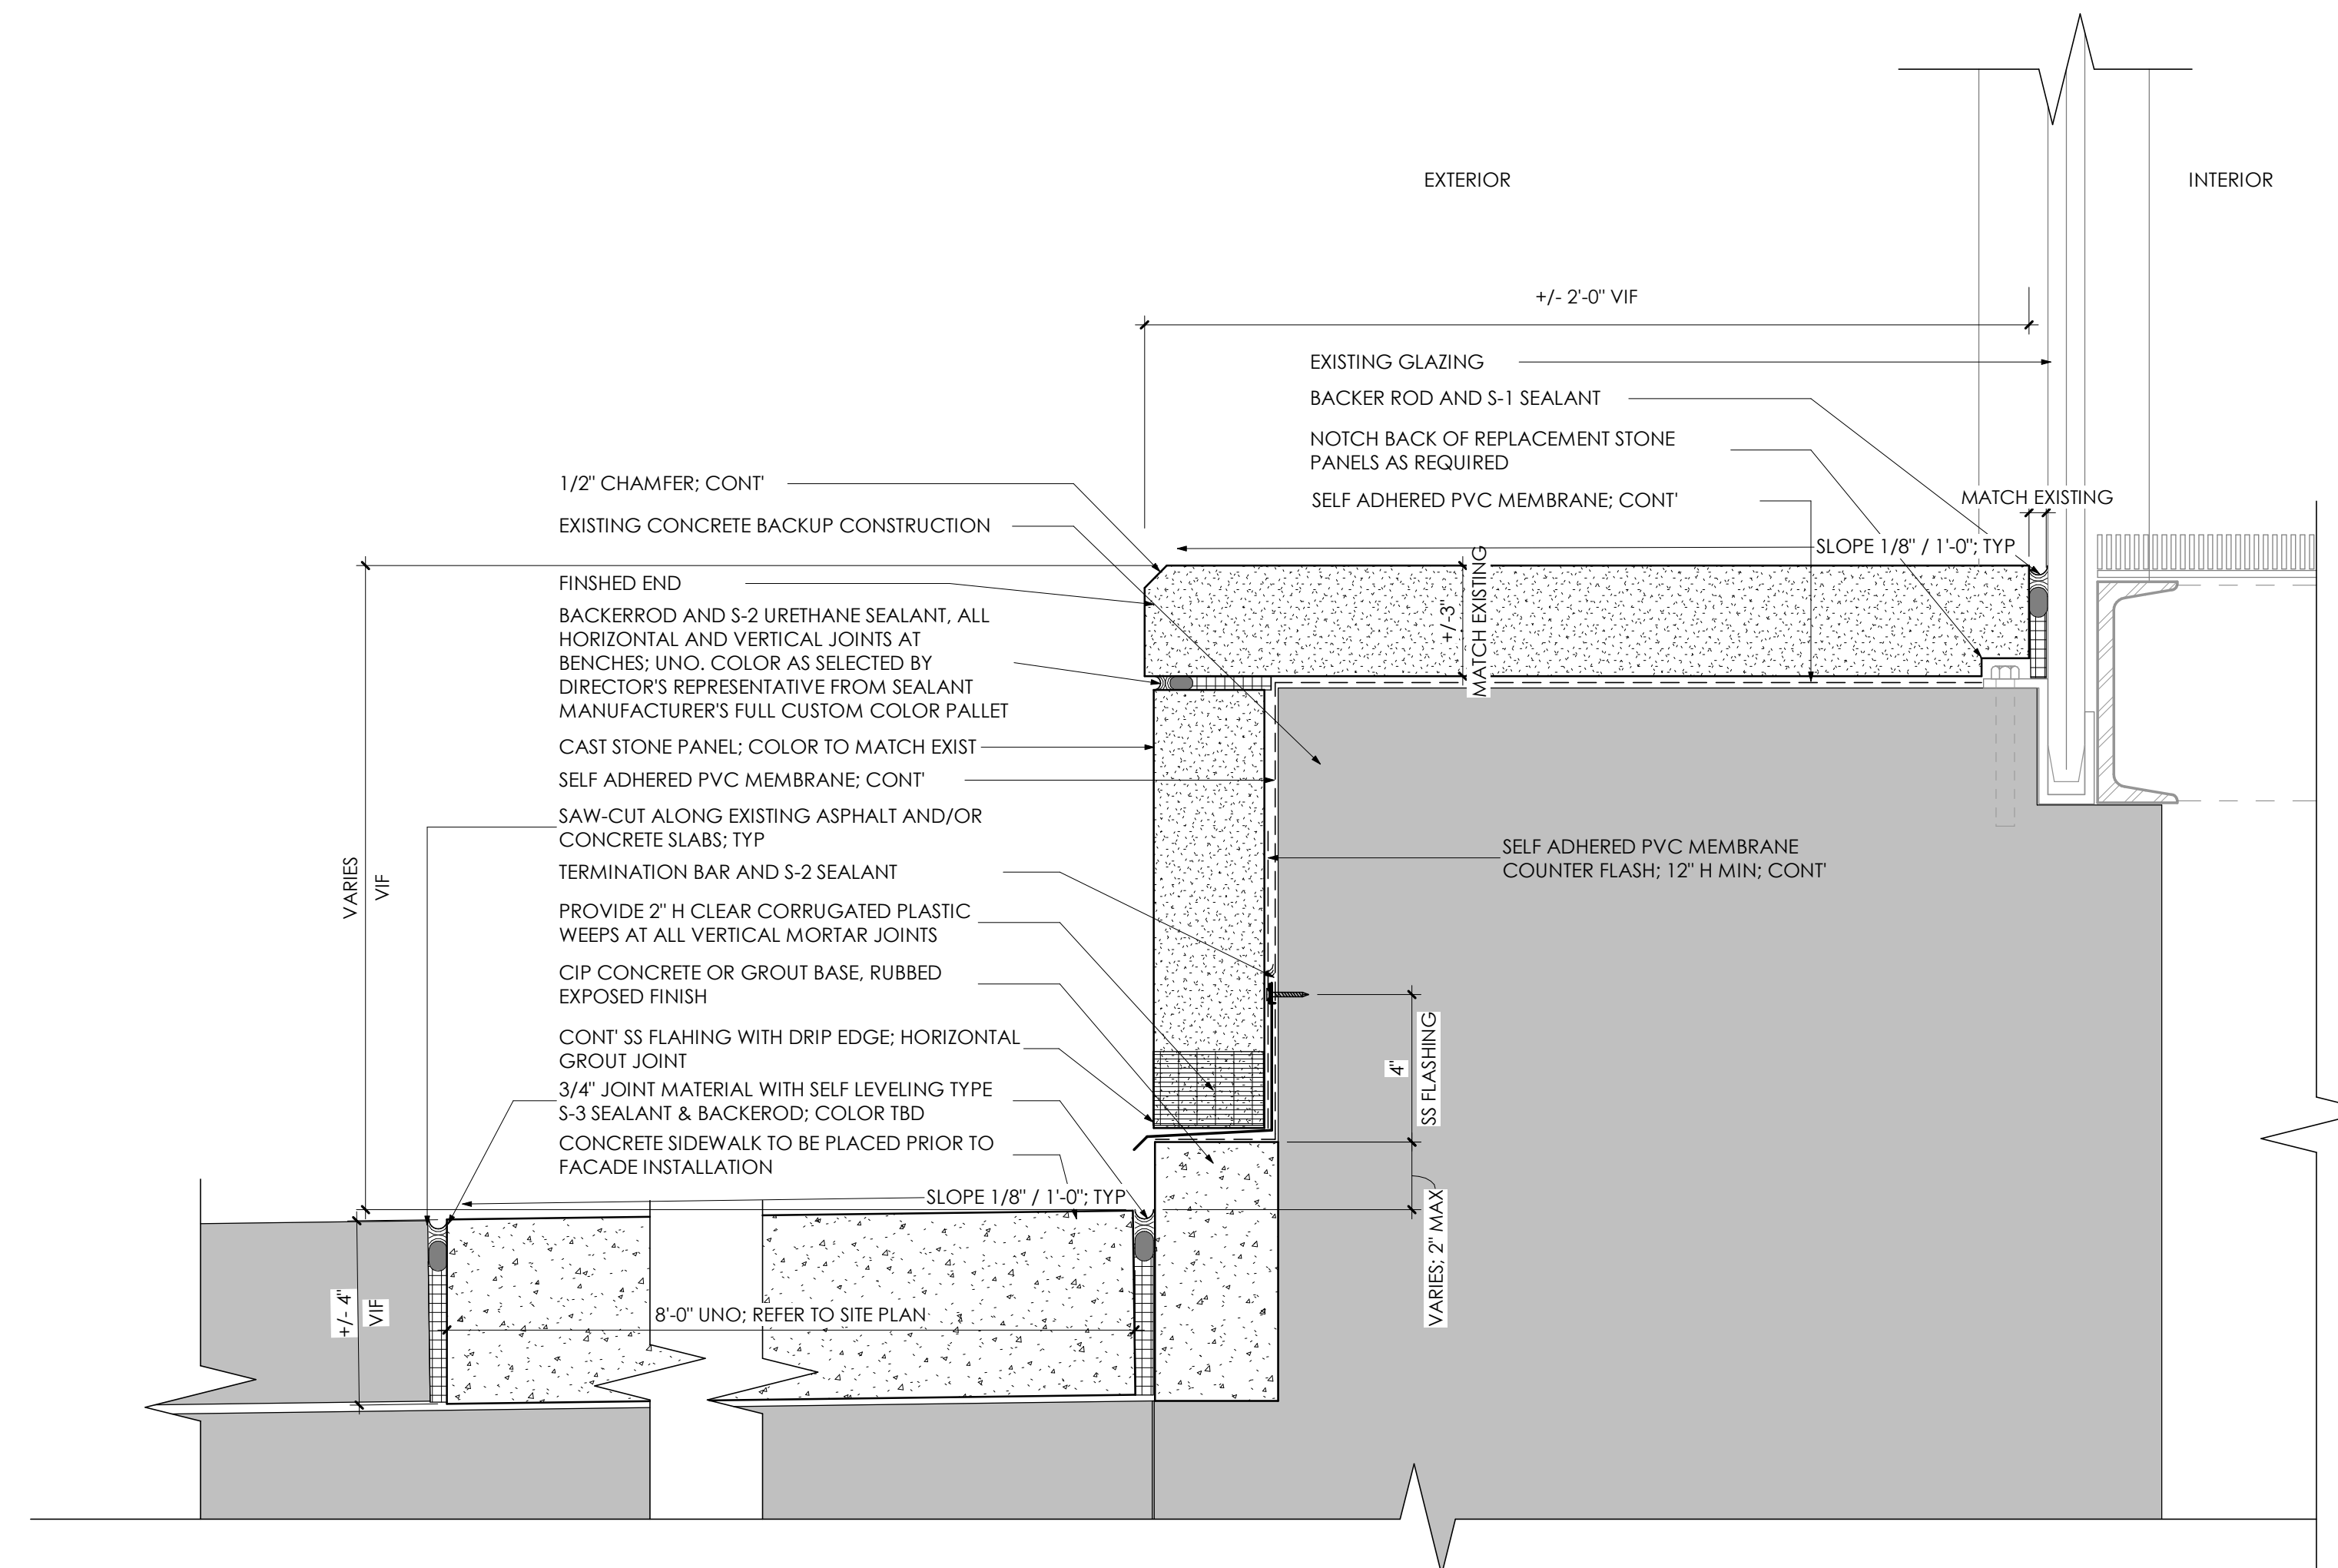 EXTERIOR
INTERIOR
+/- 2'-0" VIF
EXISTING GLAZING
BACKER ROD AND S-1 SEALANT
NOTCH BACK OF REPLACEMENT STONE
PANELS AS REQUIRED
SELF ADHERED PVC MEMBRANE; CONT'
MATCH EXISTING
SLOPE 1/8" / 1'-0"; TYP
+/-3"
MATCH EXISTING
1/2" CHAMFER; CONT'
EXISTING CONCRETE BACKUP CONSTRUCTION
FINSHED END
BACKERROD AND S-2 URETHANE SEALANT, ALL
HORIZONTAL AND VERTICAL JOINTS AT
BENCHES; UNO. COLOR AS SELECTED BY
DIRECTOR'S REPRESENTATIVE FROM SEALANT
MANUFACTURER'S FULL CUSTOM COLOR PALLET
CAST STONE PANEL; COLOR TO MATCH EXIST
SELF ADHERED PVC MEMBRANE; CONT'
SAW-CUT ALONG EXISTING ASPHALT AND/OR
CONCRETE SLABS; TYP
TERMINATION BAR AND S-2 SEALANT
PROVIDE 2" H CLEAR CORRUGATED PLASTIC
WEEPS AT ALL VERTICAL MORTAR JOINTS
CIP CONCRETE OR GROUT BASE, RUBBED
EXPOSED FINISH
CONT' SS FLAHING WITH DRIP EDGE; HORIZONTAL
GROUT JOINT
3/4" JOINT MATERIAL WITH SELF LEVELING TYPE
S-3 SEALANT & BACKEROD; COLOR TBD
CONCRETE SIDEWALK TO BE PLACED PRIOR TO
FACADE INSTALLATION
SLOPE 1/8" / 1'-0"; TYP
VARIES
VIF
SELF ADHERED PVC MEMBRANE
COUNTER FLASH; 12" H MIN; CONT'
4"
SS FLASHING
VARIES; 2" MAX
+/- 4"
VIF
8'-0" UNO; REFER TO SITE PLAN